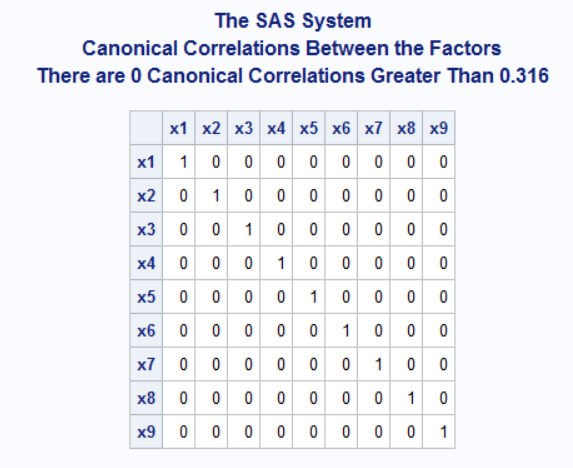 The SAS System
Canonical Correlations Between the Factors
There are 0 Canonical Correlations Greater Than 0.316
x1 x2 x3 x4 x5 x6 x7 x8 x9
x1 1 0 0 0 0 0 0 0 0
x2 0 1 0 0 0 0 0 0 0
x3 0 0 1 0 0 0 0 0 0
x4 0 0 0 1 0 0 0 0 0
x5 0 0 0 0 1 0 0 0 0
x6 0 0 0 0 0 1 0 0 0
x7 0 0 0 0 0 0 1 0 0
x8 0 0 0 0 0 0 0 1 0
x9 0 0 0 0 0 0 0 0 1